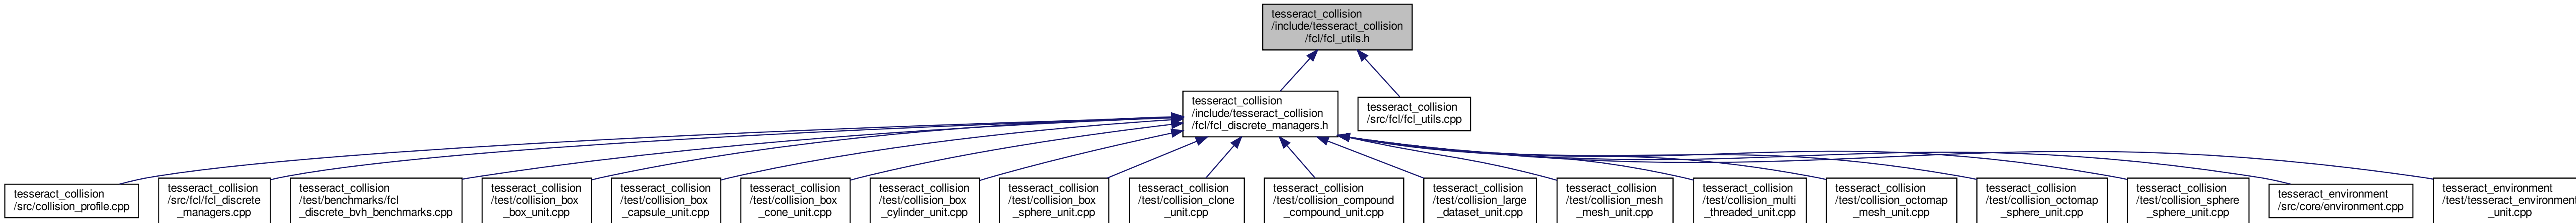 tesseract_collision
/include/tesseract_collision
/fcl/fcl_utils.h
tesseract_collision
/include/tesseract_collision
/fcl/fcl_discrete_managers.h
tesseract_collision
/src/fcl/fcl_utils.cpp
tesseract_collision
/src/collision_profile.cpp
tesseract_collision
/src/fcl/fcl_discrete
_managers.cpp
tesseract_collision
/test/benchmarks/fcl
_discrete_bvh_benchmarks.cpp
tesseract_collision
/test/collision_box
_box_unit.cpp
tesseract_collision
/test/collision_box
_capsule_unit.cpp
tesseract_collision
/test/collision_box
_cone_unit.cpp
tesseract_collision
/test/collision_box
_cylinder_unit.cpp
tesseract_collision
/test/collision_box
_sphere_unit.cpp
tesseract_collision
/test/collision_clone
_unit.cpp
tesseract_collision
/test/collision_compound
_compound_unit.cpp
tesseract_collision
/test/collision_large
_dataset_unit.cpp
tesseract_collision
/test/collision_mesh
_mesh_unit.cpp
tesseract_collision
/test/collision_multi
_threaded_unit.cpp
tesseract_collision
/test/collision_octomap
_mesh_unit.cpp
tesseract_collision
/test/collision_octomap
_sphere_unit.cpp
tesseract_collision
/test/collision_sphere
_sphere_unit.cpp
tesseract_environment
/src/core/environment.cpp
tesseract_environment
/test/tesseract_environment
_unit.cpp